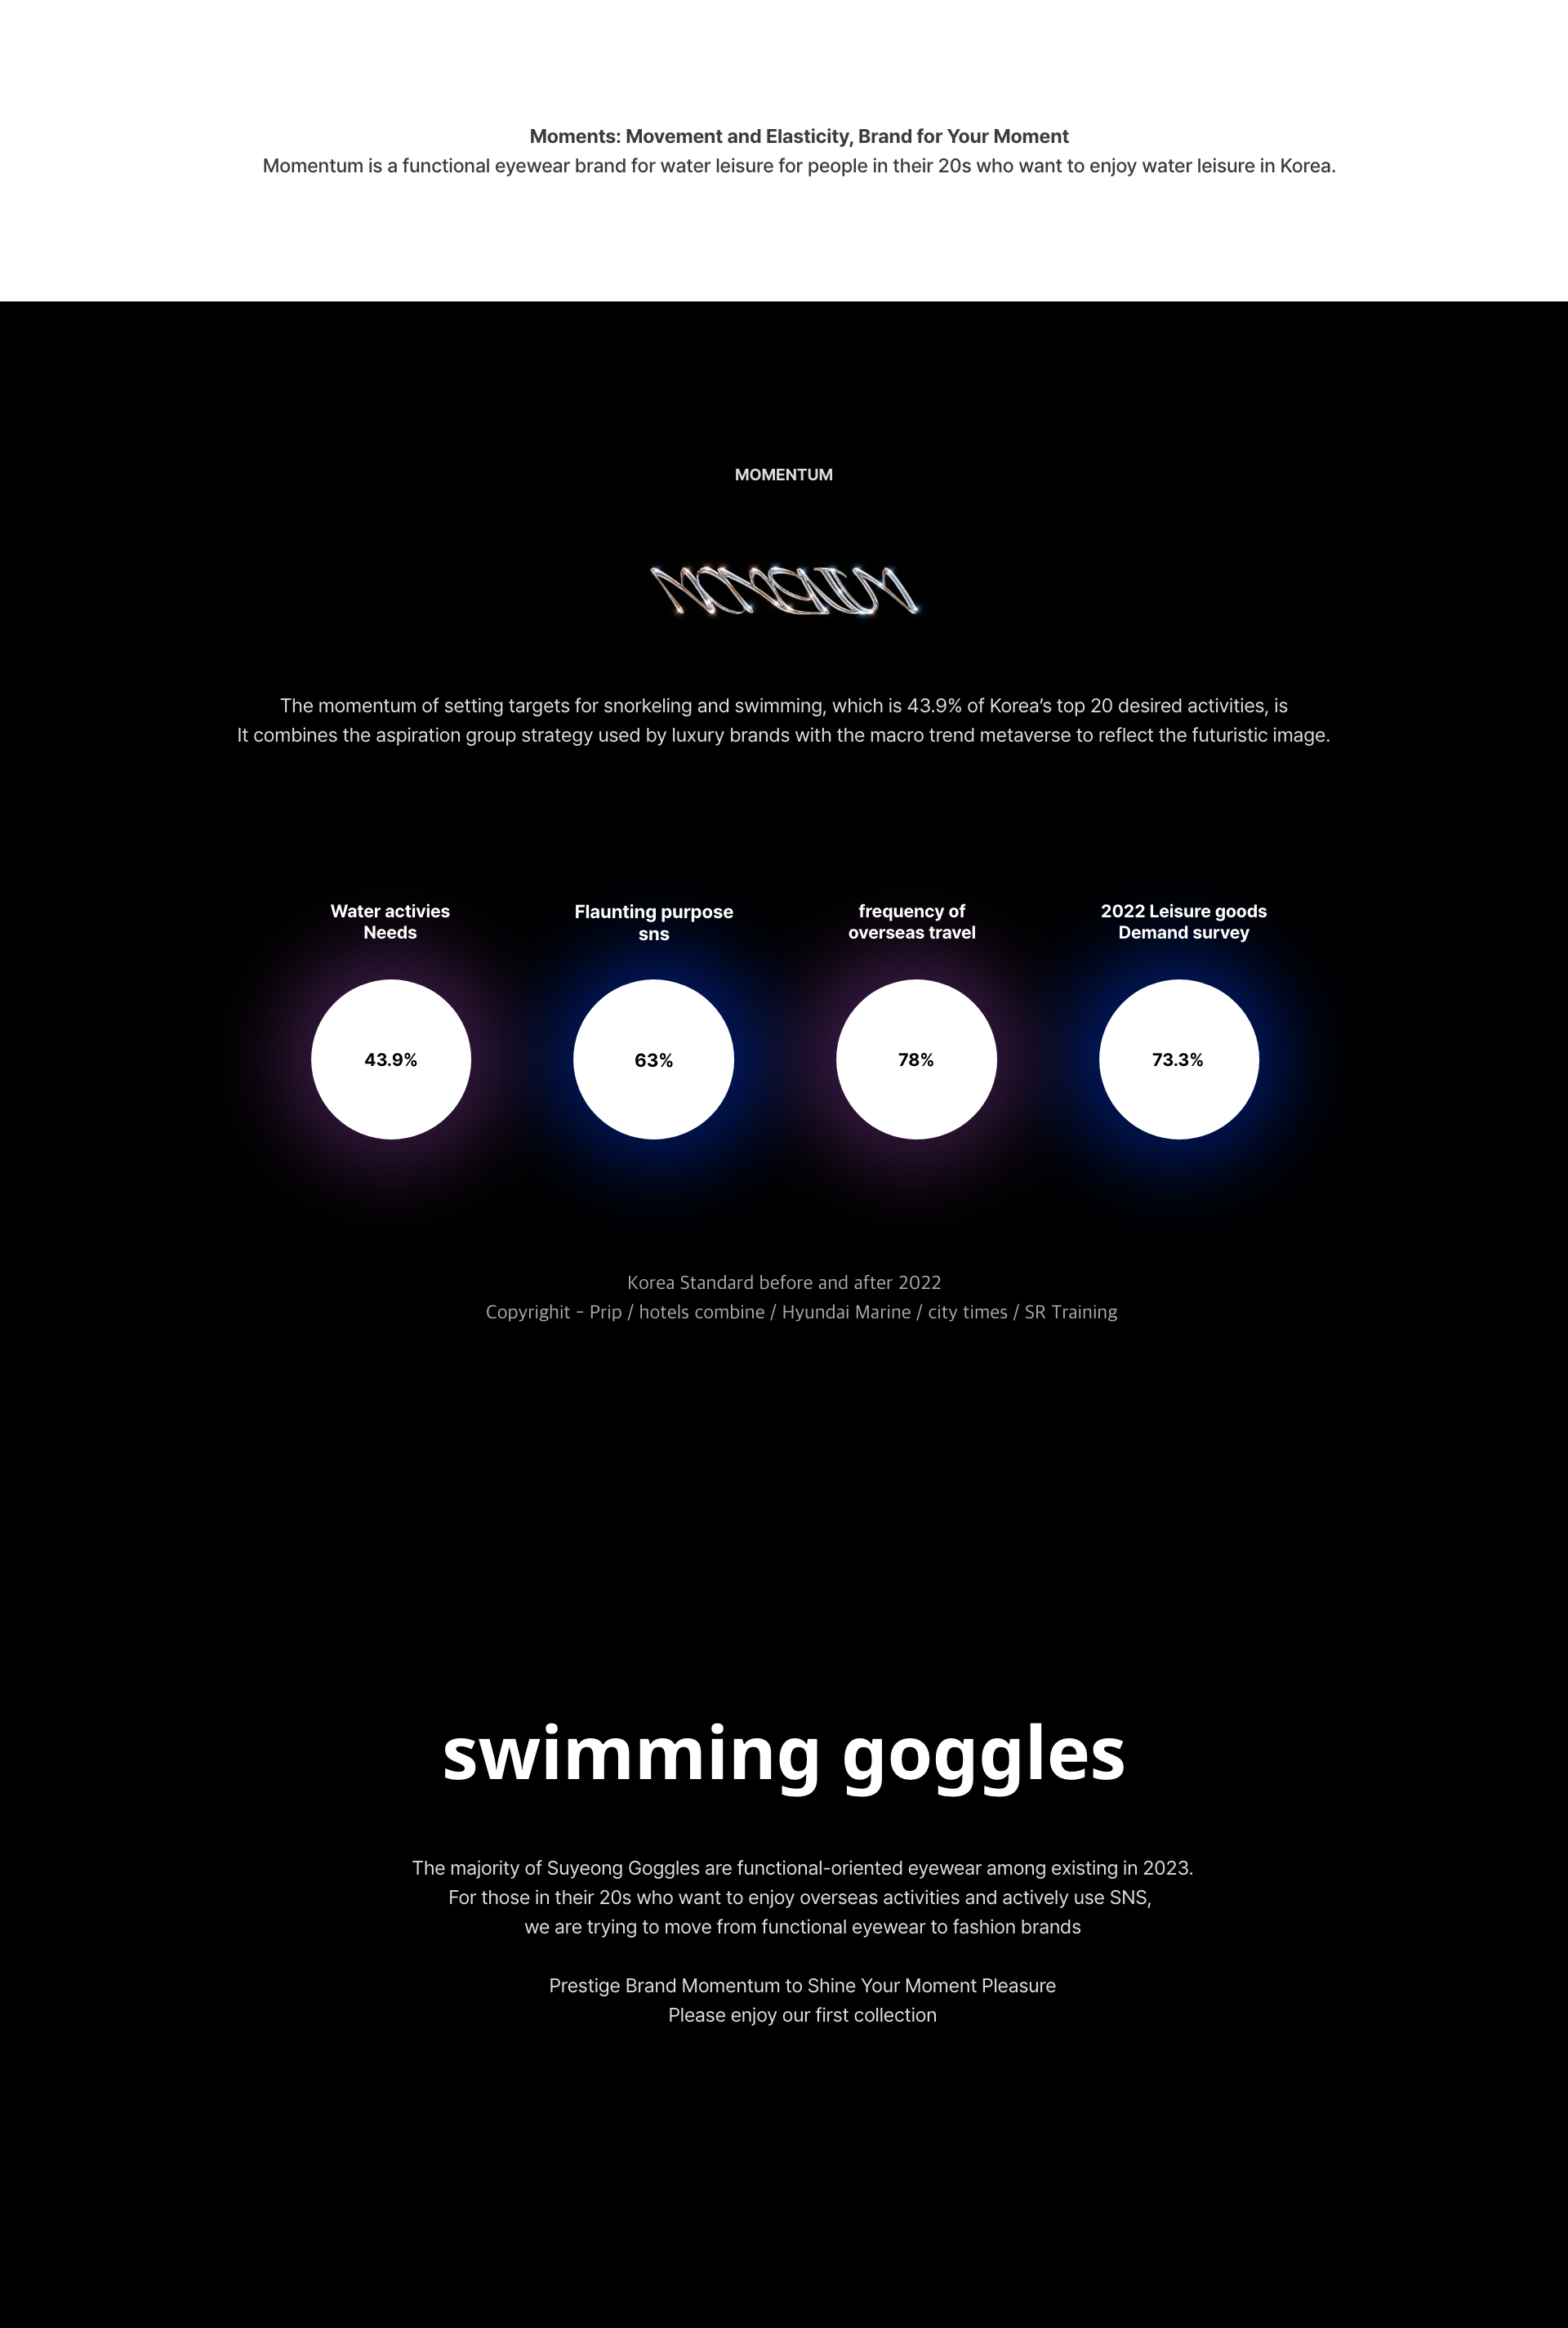 Moments: Movement and Elasticity, Brand for Your Moment
Momentum is a functional eyewear brand for water leisure for people in their 20s who want to enjoy water leisure in Korea.
MOMENTUM
MOMENTUM
The momentum of setting targets for snorkeling and swimming, which is 43.9% of Korea’s top 20 desired activities, is
It combines the aspiration group strategy used by luxury brands with the macro trend metaverse to reflect the futuristic image.
Water activies
Needs
Flaunting purpose
sns
frequency of
overseas travel
2022 Leisure goods
Demand survey
43.9%
63%
78%
73.3%
Korea Standard before and after 2022
Copyrighit - Prip / hotels combine / Hyundai Marine / city times / SR Training
swimming goggles
The majority of Suyeong Goggles are functional-oriented eyewear among existing in 2023.
For those in their 20s who want to enjoy overseas activities and actively use SNS,
we are trying to move from functional eyewear to fashion brands
Prestige Brand Momentum to Shine Your Moment Pleasure
Please enjoy our first collection